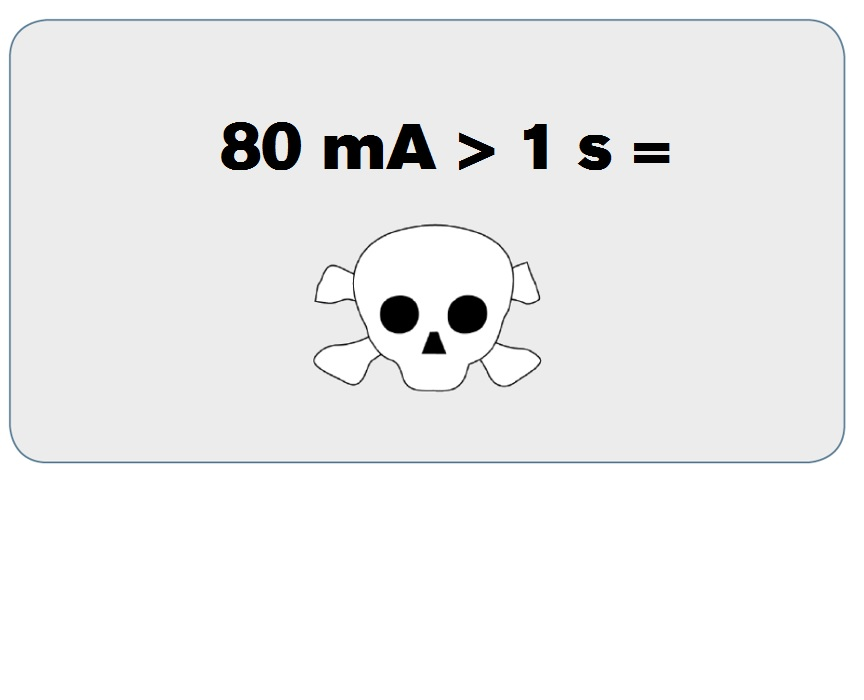 80 mA > 1 s =